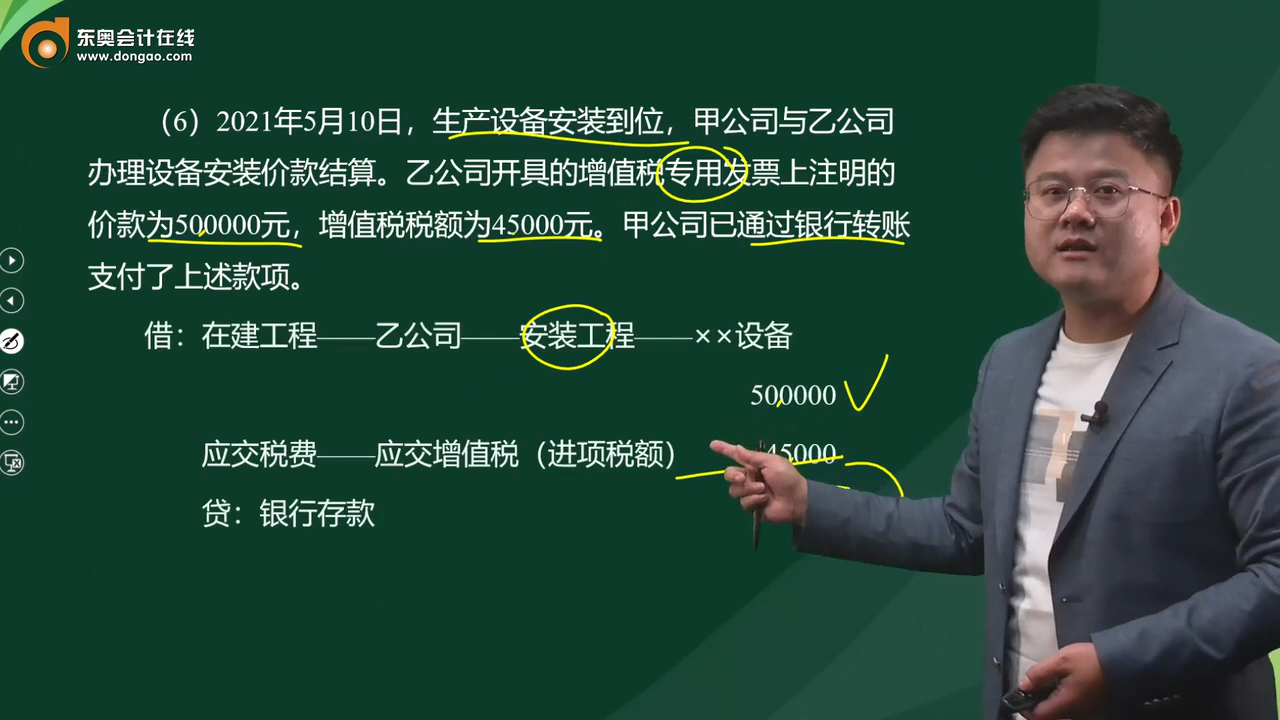 东奥会计在线
www.dongao.com
（6）2021年5月10日，生产设备安装到位，甲公司与乙公司
办理设备安装价款结算。乙公司开具的增值税专用发票上注明的
价款为500000元，增值税税额为45000元。甲公司已通过银行转账
支付了上述款项。
借：在建工程——乙公司——安装工程——××设备
500000
应交税费——应交增值税（进项税额） 45000
贷：银行存款